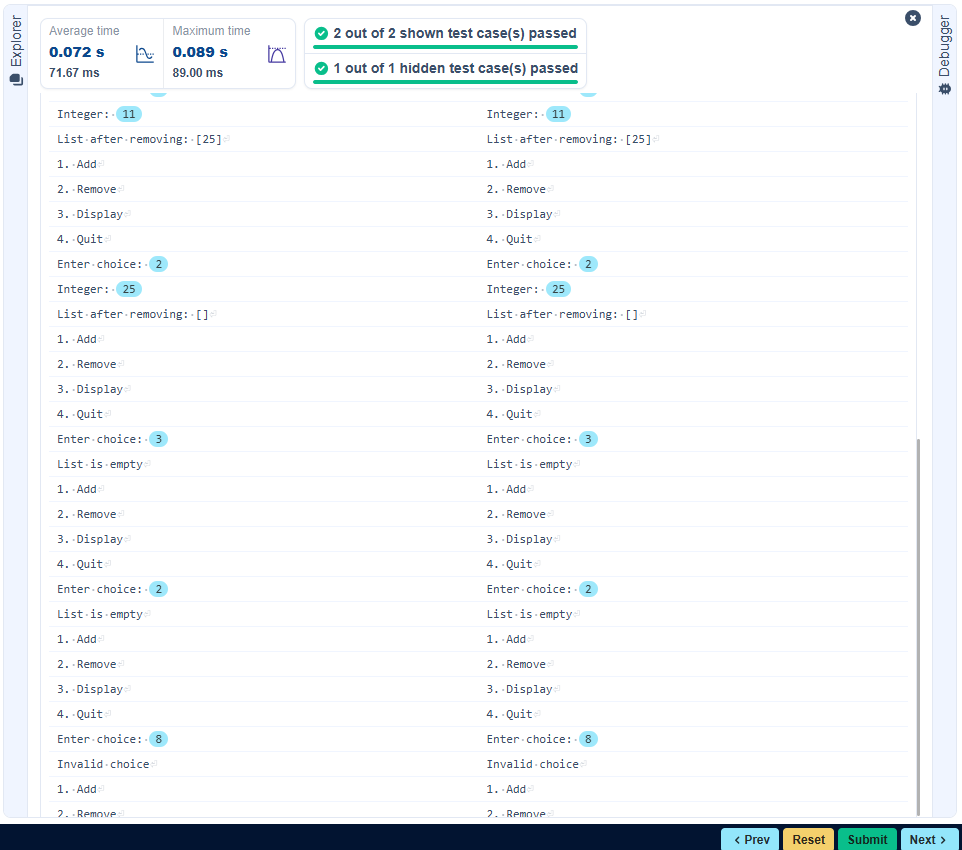 Explorer
Average time
0.072 s
71.67 ms
Maximum time
0.089 s
89.00 ms
2 out of 2 shown test case(s) passed
1 out of 1 hidden test case(s) passed
Debugger
Integer: 11 Integer: 11
List after removing: [25] List after removing: [25]
1. Add 1. Add
2. Remove 2. Remove
3. Display 3. Display
4. Quit 4. Quit
Enter choice: 2 Enter choice: 2
Integer: 25 Integer: 25
List after removing: [] List after removing: []
1. Add 1. Add
2. Remove 2. Remove
3. Display 3. Display
4. Quit 4. Quit
Enter choice: 3 Enter choice: 3
List is empty List is empty
1. Add 1. Add
2. Remove 2. Remove
3. Display 3. Display
4. Quit 4. Quit
Enter choice: 2 Enter choice: 2
List is empty List is empty
1. Add 1. Add
2. Remove 2. Remove
3. Display 3. Display
4. Quit 4. Quit
Enter choice: 8 Enter choice: 8
Invalid choice Invalid choice
1. Add 1. Add
2. Remove 2. Remove
< Prev Reset Submit Next >